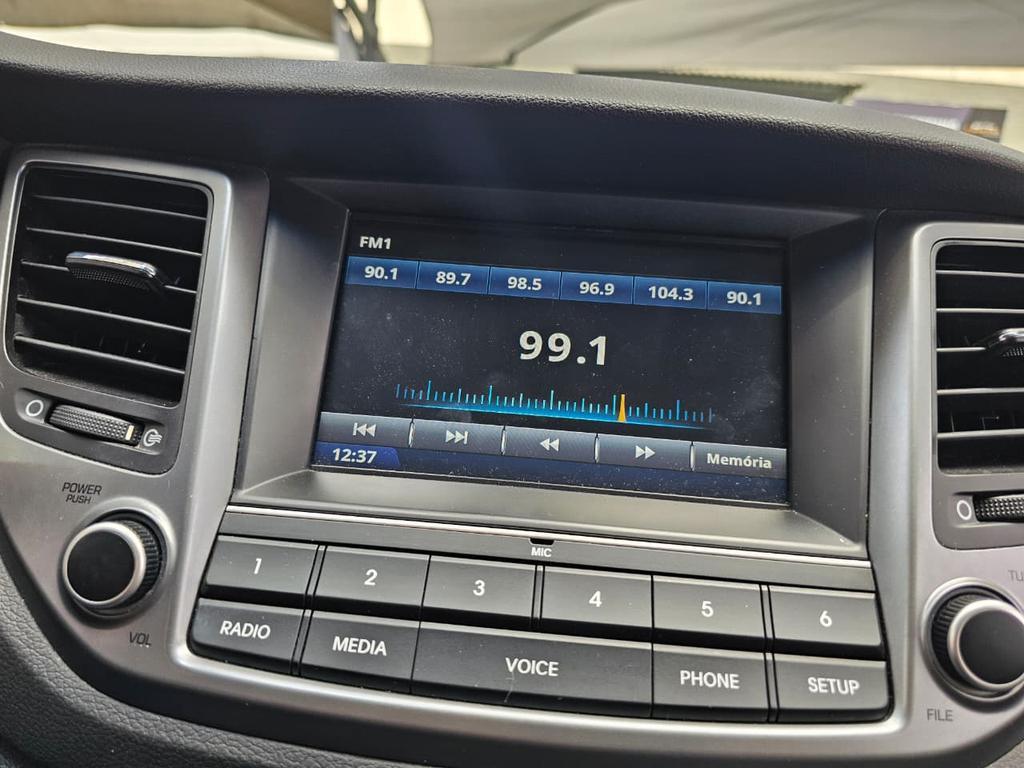 FM1
90.1 89.7 98.5 96.9 104.3 90.1
99.1
Memória
12:37
POWER
PUSH
VOL
MIC
1 2 3 4 5 6
RADIO MEDIA VOICE PHONE SETUP
FILE